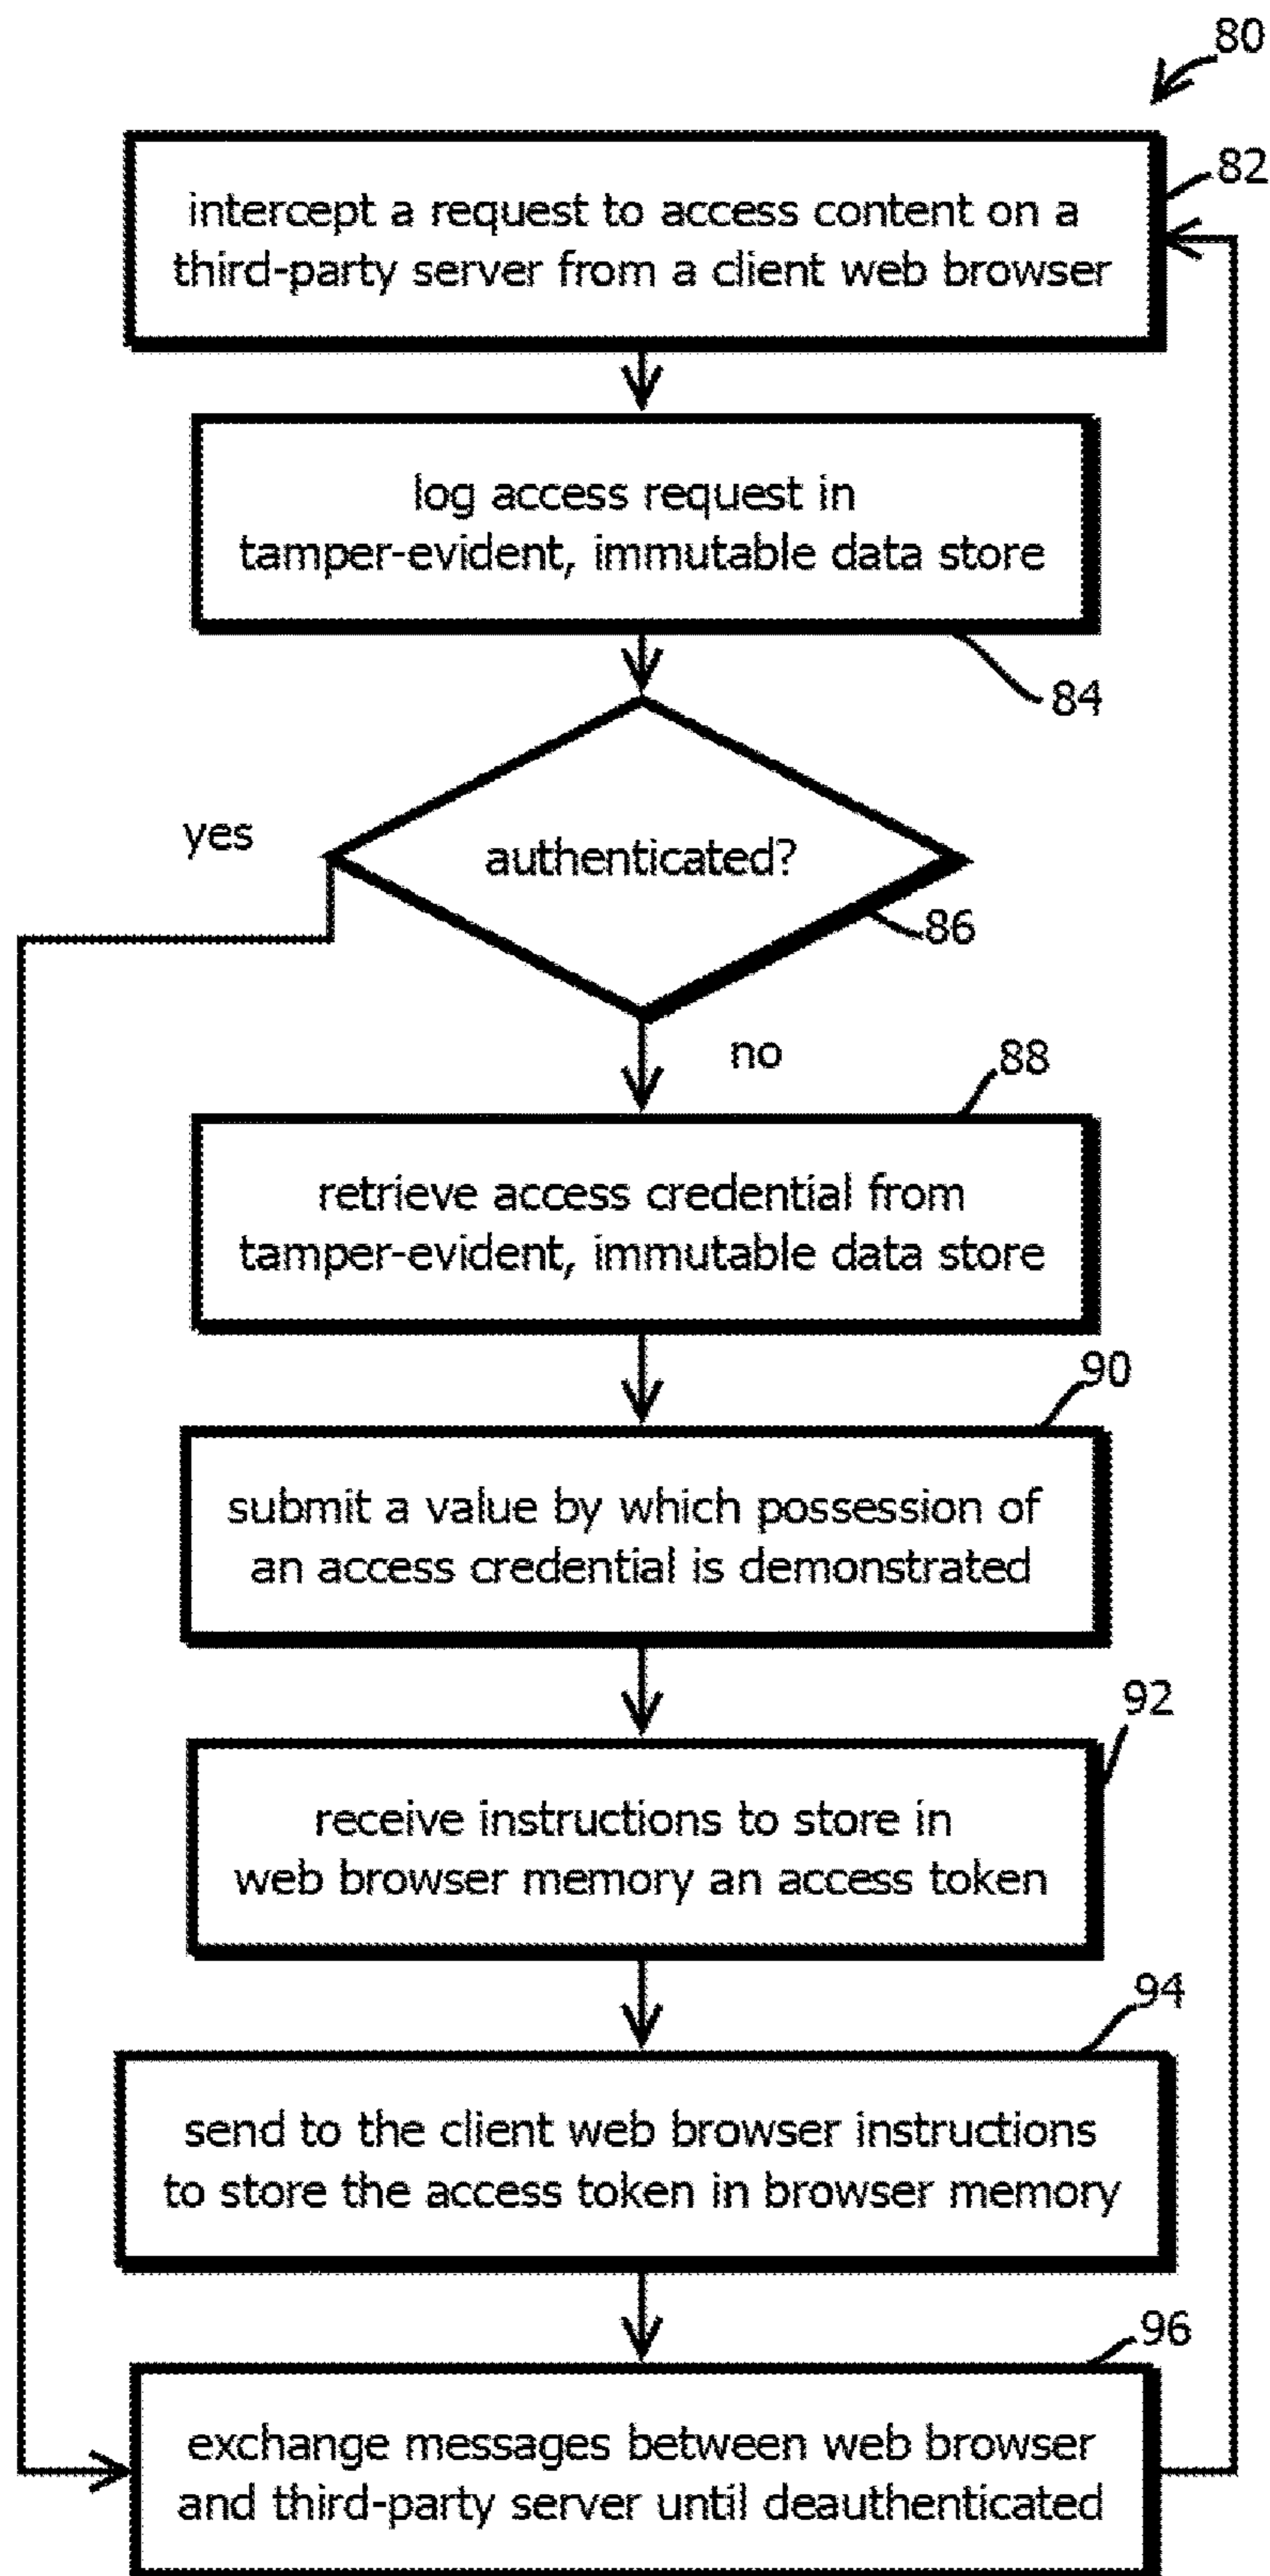 80
82
intercept a request to access content on a
third-party server from a client web browser
log access request in
tamper-evident, immutable data store
84
yes
authenticated?
86
no
88
retrieve access credential from
tamper-evident, immutable data store
90
submit a value by which possession of
an access credential is demonstrated
92
receive instructions to store in
web browser memory an access token
94
send to the client web browser instructions
to store the access token in browser memory
96
exchange messages between web browser
and third-party server until deauthenticated